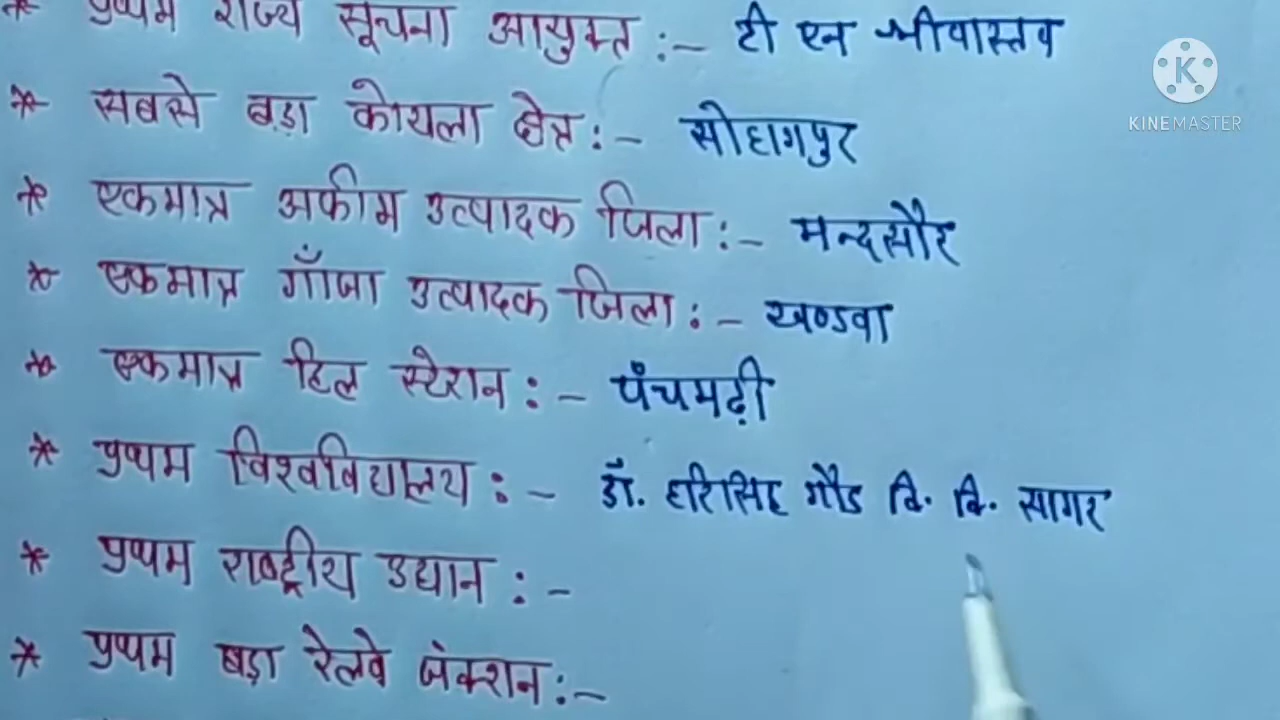 * प्रथम राज्य सूचना आयुक्त :- टी एन श्रीवास्तव
* सबसे बड़ा कोयला क्षेत्र :- सोहागपुर
* एकमात्र अफीम उत्पादक जिला :- मन्दसौर
* एकमात्र गाँजा उत्पादक जिला :- खण्डवा
* एकमात्र हिल स्टेशन :- पंचमढ़ी
* प्रथम विश्वविद्यालय :- डॉ. हरिसिंह गौड वि. वि. सागर
* प्रथम राष्ट्रीय उद्यान :-
* प्रथम बड़ा रेलवे जंक्शन :-
K
KINEMASTER